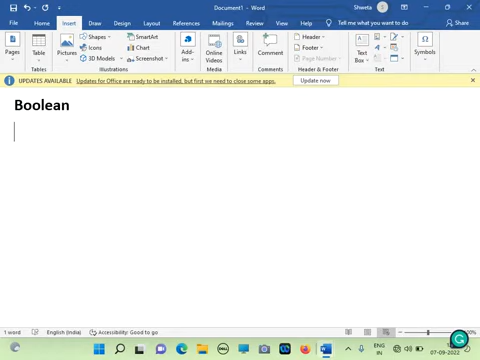 Document1 - Word
Shweta
S
File Home Insert Draw Design Layout References Mailings Review View Help Tell me what you want to do Share
Pages
Table
Pictures
Shapes
Icons
3D Models
SmartArt
Chart
Screenshot
Illustrations
Add-ins
Online Videos
Media
Links
Comment
Comments
Header
Footer
Page Number
Header & Footer
Text Box
Text
Symbols
UPDATES AVAILABLE Updates for Office are ready to be installed, but first we need to close some apps. Update now
Boolean
1 word English (India) Accessibility: Good to go
ENG
IN
07-09-2022